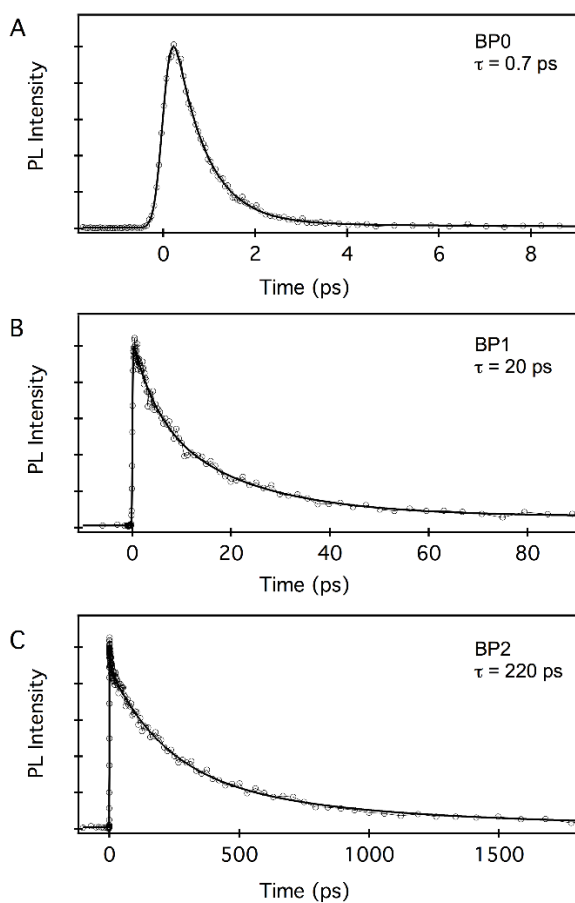 A
BP0
τ = 0.7 ps
PL Intensity
0 2 4 6 8
Time (ps)
B
BP1
τ = 20 ps
PL Intensity
0 20 40 60 80
Time (ps)
C
BP2
τ = 220 ps
PL Intensity
0 500 1000 1500
Time (ps)